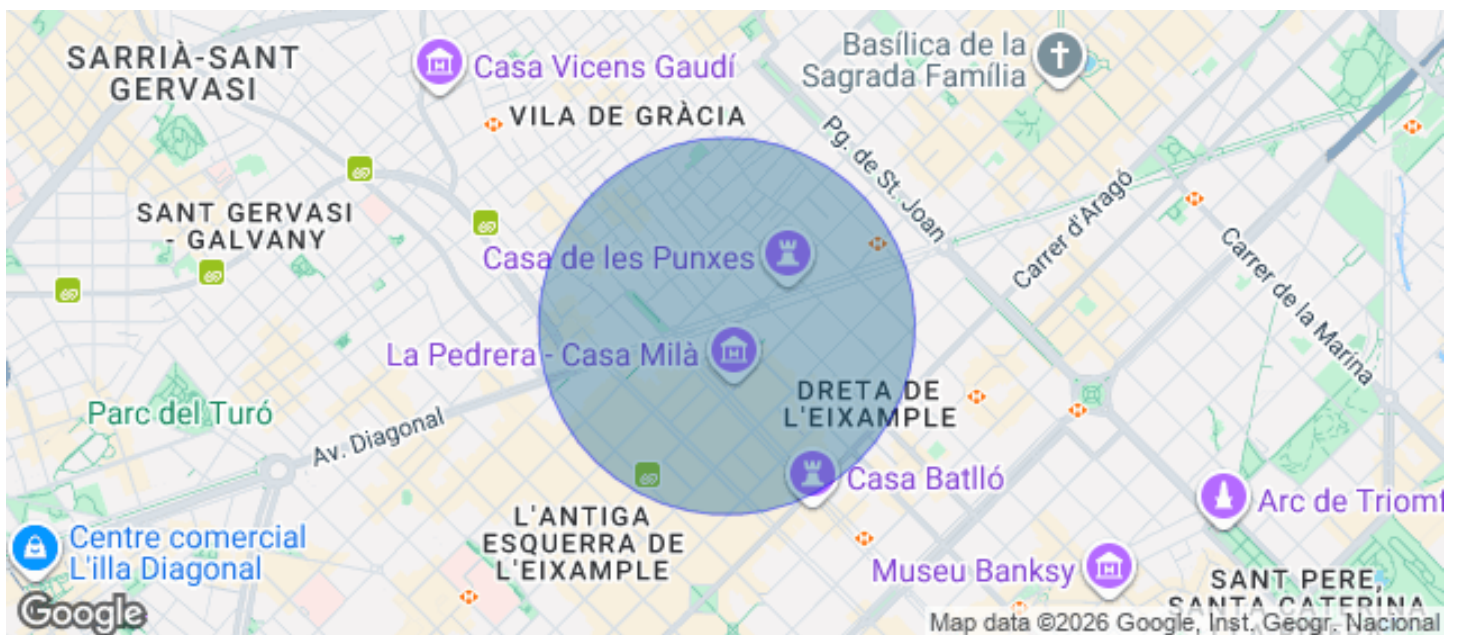 SARRIÀ-SANT
GERVASI
Casa Vicens Gaudí
Basílica de la
Sagrada Família
VILA DE GRÀCIA
Pg. de St. Joan
SANT GERVASI
- GALVANY
Casa de les Punxes
Carrer d'Aragó
Carrer de la Marina
La Pedrera - Casa Milà
DRETA DE
L'EIXAMPLE
Parc del Turó
Av. Diagonal
Casa Batlló
Arc de Triomf
L'ANTIGA
ESQUERRA DE
L'EIXAMPLE
Centre comercial
L'illa Diagonal
Museu Banksy
SANT PERE,
SANTA CATERINA
Google
Map data ©2026 Google, Inst. Geogr. Nacional